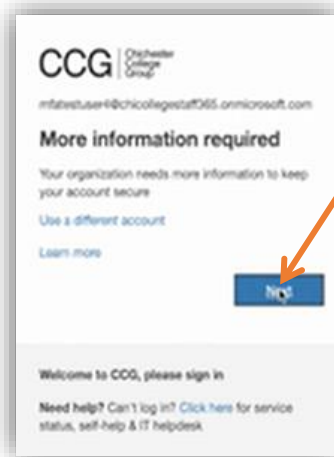 CCG Chichester
College
Group
mfatestuser4@chicollegestaff365.onmicrosoft.com
More information required
Your organization needs more information to keep
your account secure
Use a different account
Learn more
Next
Welcome to CCG, please sign in
Need help? Can't log in? Click here for service
status, self-help & IT helpdesk